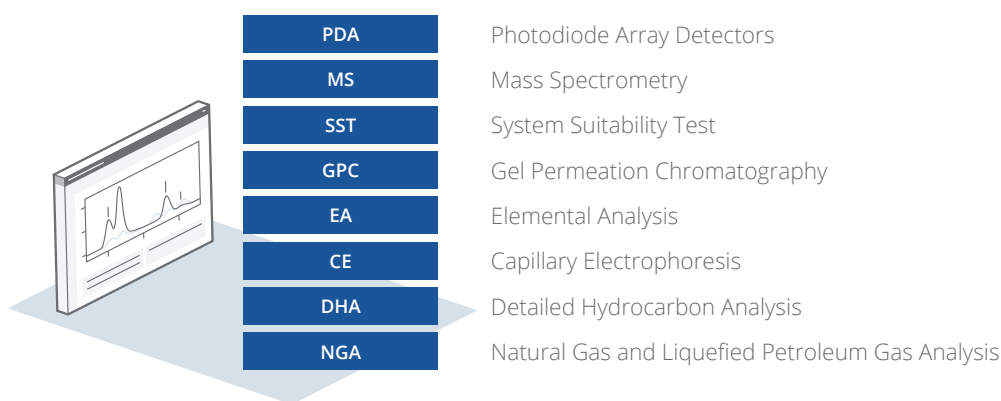 PDA Photodiode Array Detectors
MS Mass Spectrometry
SST System Suitability Test
GPC Gel Permeation Chromatography
EA Elemental Analysis
CE Capillary Electrophoresis
DHA Detailed Hydrocarbon Analysis
NGA Natural Gas and Liquefied Petroleum Gas Analysis